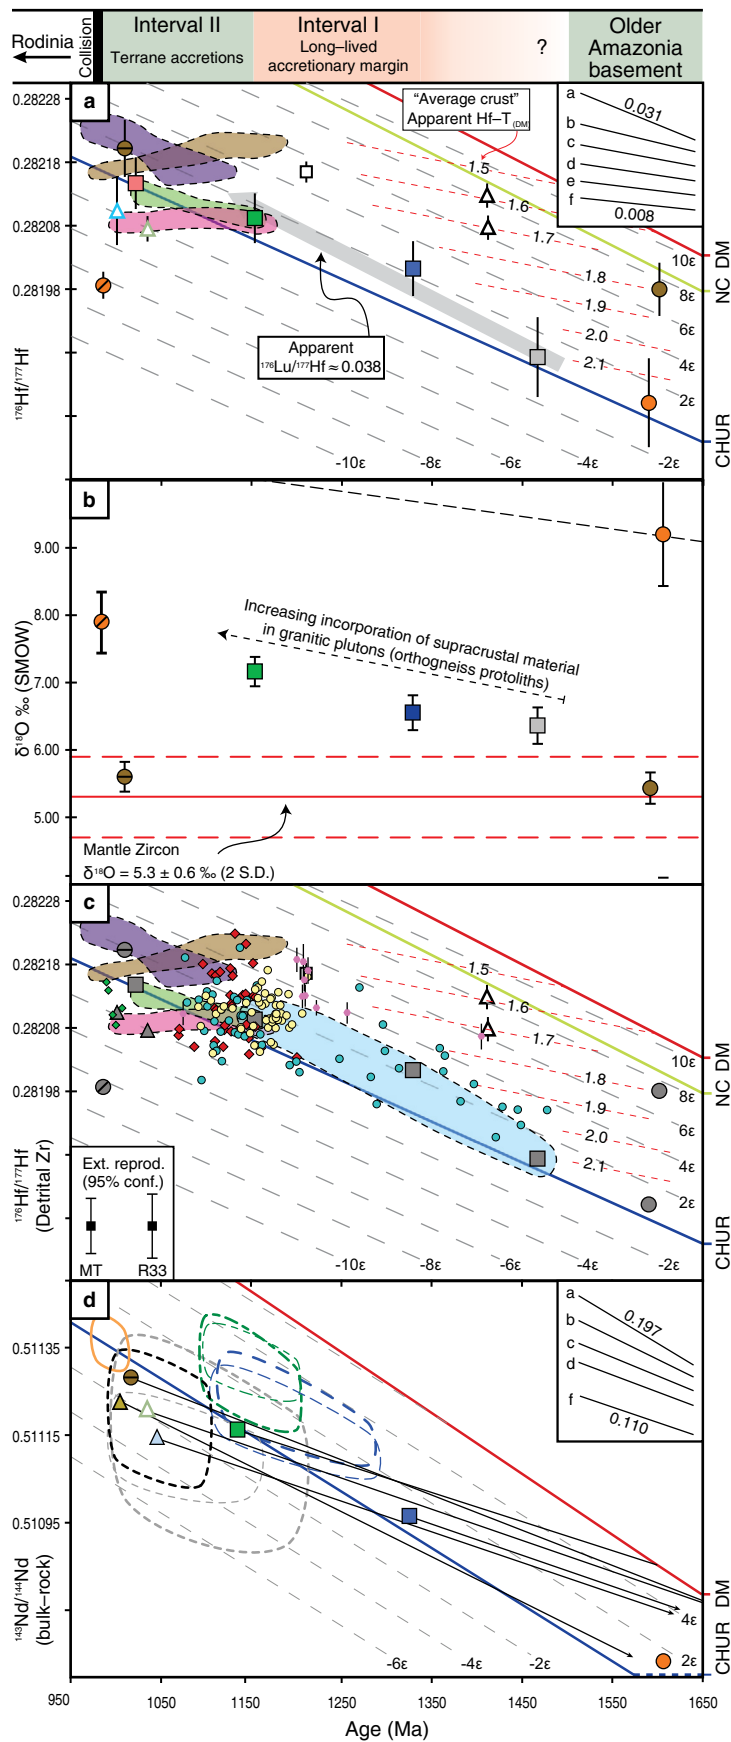 Rodinia
Collision
Interval II
Terrane accretions
Interval I
Long–lived
accretionary margin
?
Older
Amazonia
basement
a
0.28228
0.28218
0.28208
0.28198
176Hf/177Hf
“Average crust”
Apparent Hf–T(DM)
1.5
1.6
1.7
1.8
1.9
2.0
2.1
a
b
c
d
e
f
0.031
0.008
Apparent
176Lu/177Hf ≈ 0.038
10ε
8ε
6ε
4ε
2ε
-2ε
-4ε
-6ε
-8ε
-10ε
DM
NC
CHUR
b
9.00
8.00
7.00
6.00
5.00
δ18O ‰ (SMOW)
Increasing incorporation of supracrustal material
in granitic plutons (orthogneiss protoliths)
Mantle Zircon
δ18O = 5.3 ± 0.6 ‰ (2 S.D.)
c
0.28228
0.28218
0.28208
0.28198
176Hf/177Hf
(Detrital Zr)
1.5
1.6
1.7
1.8
1.9
2.0
2.1
Ext. reprod.
(95% conf.)
MT
R33
10ε
8ε
6ε
4ε
2ε
-2ε
-4ε
-6ε
-8ε
-10ε
DM
NC
CHUR
d
0.51135
0.51115
0.51095
143Nd/144Nd
(bulk–rock)
a
b
c
d
f
0.197
0.110
4ε
2ε
-2ε
-4ε
-6ε
DM
CHUR
950
1050
1150
1250
1350
1450
1550
1650
Age (Ma)